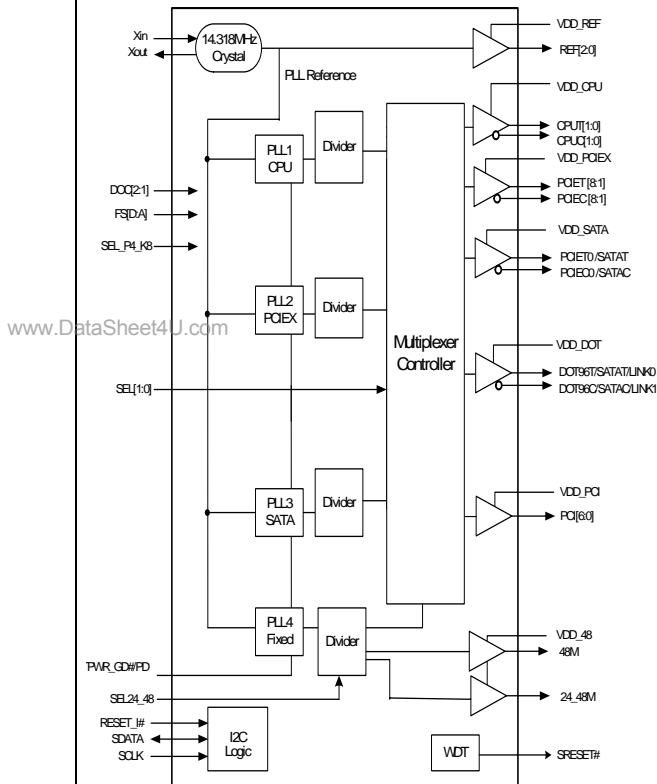 Xin
Xout
14.318MHz
Crystal
PLL Reference
VDD_REF
REF[2:0]
VDD_CPU
CPUT[1:0]
CPUC[1:0]
VDD_PCIEX
PCIET[8:1]
PCIEC[8:1]
VDD_SATA
PCIET0/SATAT
PCIEC0/SATAC
VDD_DOT
DOT96T/SATAT/LINK0
DOT96C/SATAC/LINK1
VDD_PCI
PCI[6:0]
VDD_48
48M
24_48M
SRESET#
PLL1
CPU
Divider
PLL2
PCIEX
Divider
Multiplexer
Controller
PLL3
SATA
Divider
PLL4
Fixed
Divider
DOC[2:1]
FS[D:A]
SEL_P4_K8
www.DataSheet4U.com
SEL[1:0]
TPWR_GD#/PD
SEL24_48
RESET_I#
SDATA
SCLK
I2C
Logic
WDT